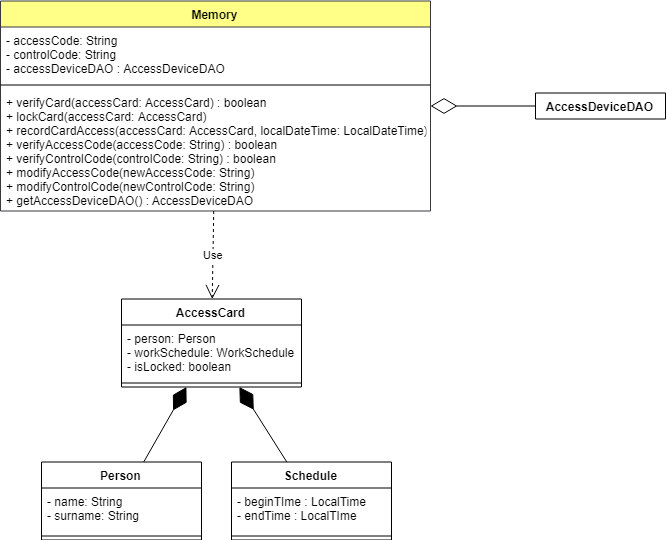 Memory
- accessCode: String
- controlCode: String
- accessDeviceDAO : AccessDeviceDAO
+ verifyCard(accessCard: AccessCard) : boolean
+ lockCard(accessCard: AccessCard)
+ recordCardAccess(accessCard: AccessCard, localDateTime: LocalDateTime)
+ verifyAccessCode(accessCode: String) : boolean
+ verifyControlCode(controlCode: String) : boolean
+ modifyAccessCode(newAccessCode: String)
+ modifyControlCode(newControlCode: String)
+ getAccessDeviceDAO() : AccessDeviceDAO
AccessDeviceDAO
Use
AccessCard
- person: Person
- workSchedule: WorkSchedule
- isLocked: boolean
Person
- name: String
- surname: String
Schedule
- beginTIme : LocalTime
- endTime : LocalTIme